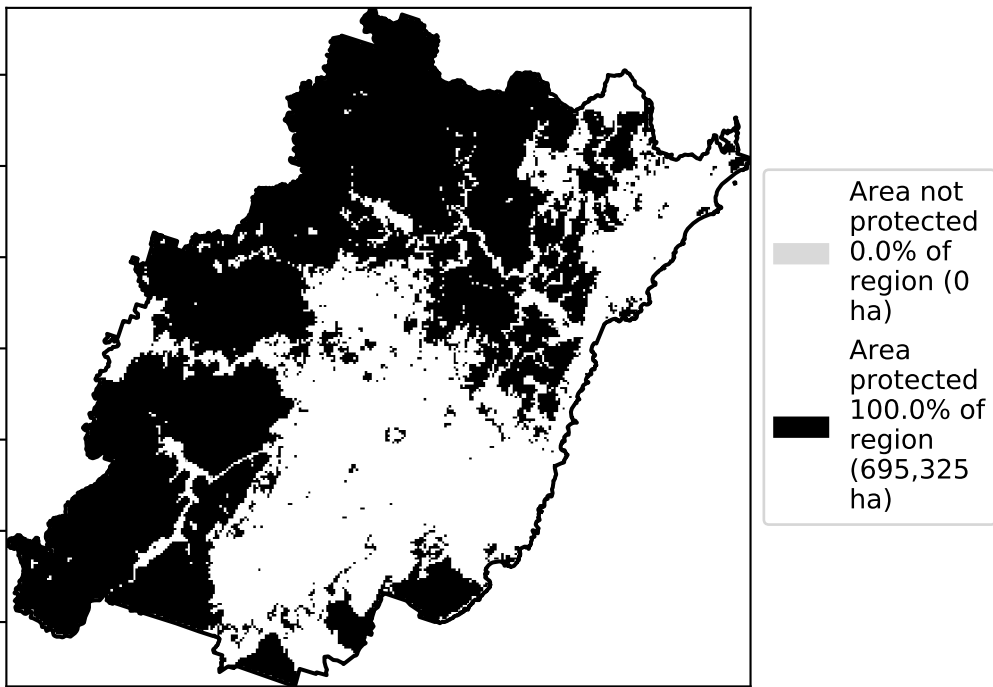 Area not
protected
0.0% of
region (0
ha)
Area
protected
100.0% of
region
(695,325
ha)